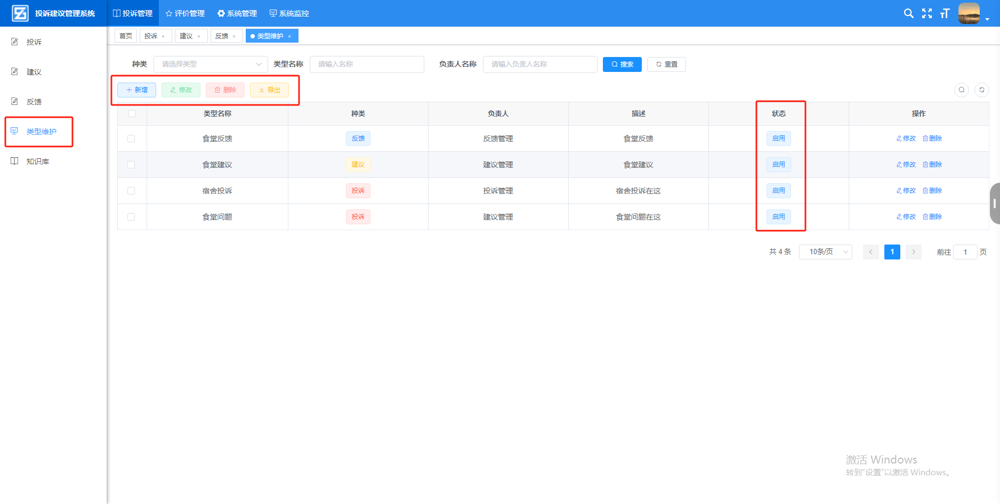 投诉建议管理系统 投诉管理 评价管理 系统管理 系统监控
首页 投诉 × 建议 × 反馈 × 类型维护 ×
投诉
建议
反馈
类型维护
知识库
种类 请选择类型 类型名称 请输入名称 负责人名称 请输入负责人名称 搜索 重置
新增 修改 删除 导出
类型名称 种类 负责人 描述 状态 操作
食堂反馈 反馈 反馈管理 食堂反馈 启用 修改 删除
食堂建议 建议 建议管理 食堂建议 启用 修改 删除
宿舍投诉 投诉 投诉管理 宿舍投诉在这 启用 修改 删除
食堂问题 投诉 建议管理 食堂问题在这 启用 修改 删除
共 4 条 10条/页 1 前往 1 页
激活 Windows
转到"设置"以激活 Windows。